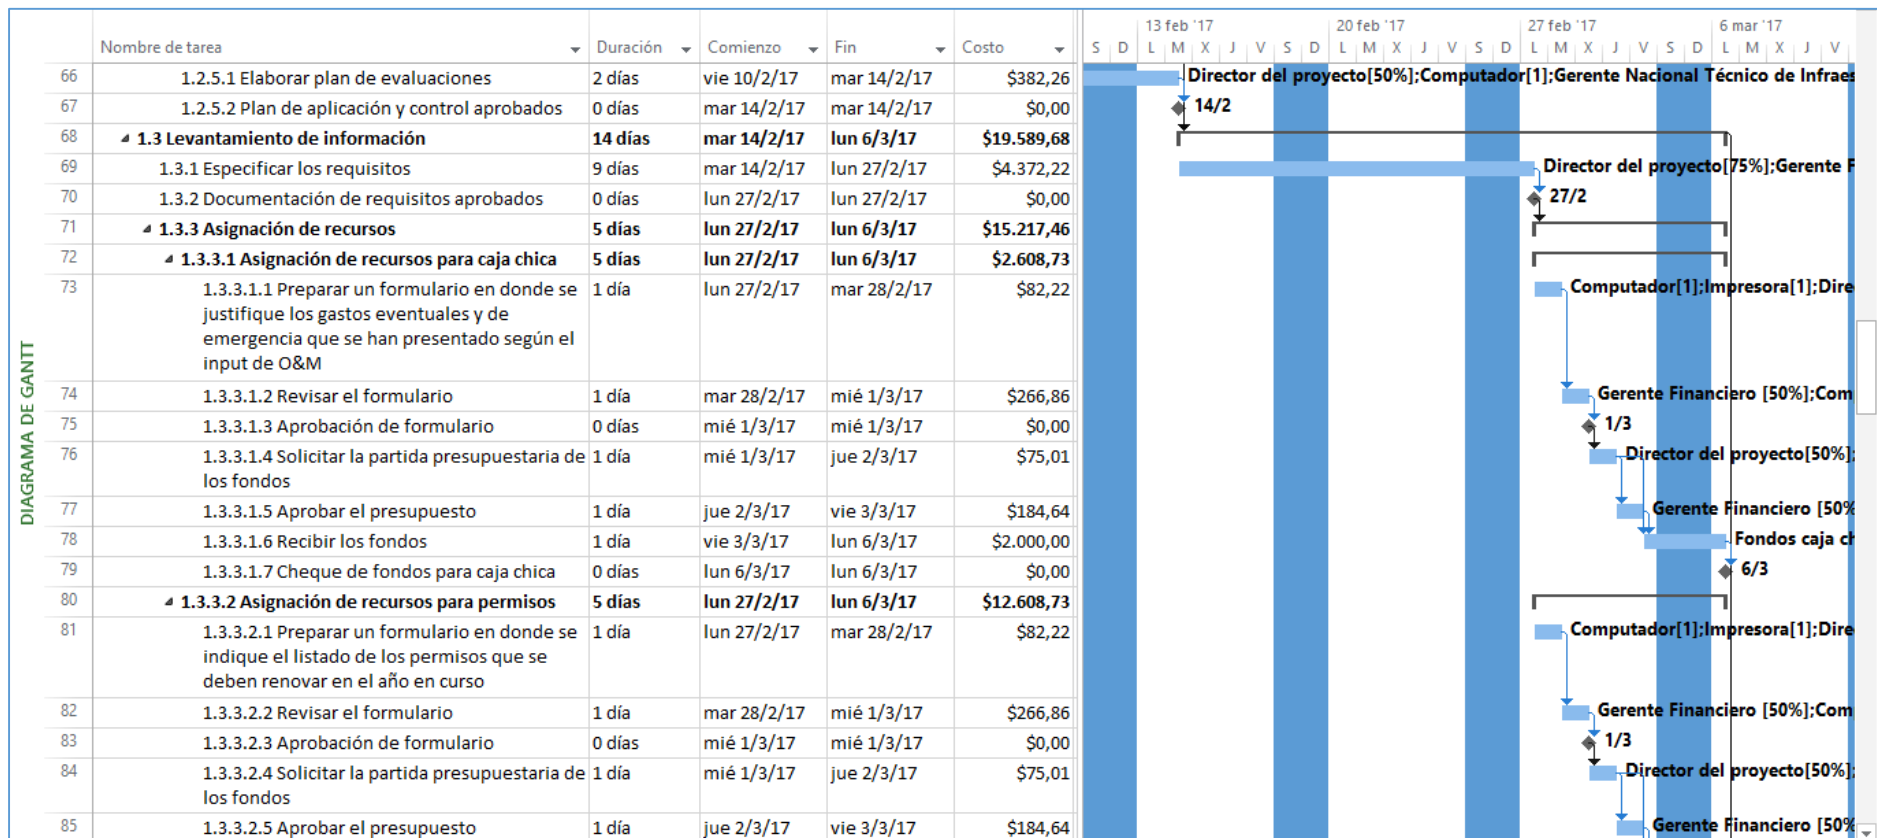 13 feb '17 20 feb '17 27 feb '17 6 mar '17
Nombre de tarea Duración Comienzo Fin Costo S D L M X J V S D L M X J V S D L M X J V S D L M X J V
66 1.2.5.1 Elaborar plan de evaluaciones 2 días vie 10/2/17 mar 14/2/17 $382,26 Director del proyecto[50%];Computador[1];Gerente Nacional Técnico de Infraes
67 1.2.5.2 Plan de aplicación y control aprobados 0 días mar 14/2/17 mar 14/2/17 $0,00 14/2
68 1.3 Levantamiento de información 14 días mar 14/2/17 lun 6/3/17 $19.589,68
69 1.3.1 Especificar los requisitos 9 días mar 14/2/17 lun 27/2/17 $4.372,22 Director del proyecto[75%];Gerente F
70 1.3.2 Documentación de requisitos aprobados 0 días lun 27/2/17 lun 27/2/17 $0,00 27/2
71 1.3.3 Asignación de recursos 5 días lun 27/2/17 lun 6/3/17 $15.217,46
72 1.3.3.1 Asignación de recursos para caja chica 5 días lun 27/2/17 lun 6/3/17 $2.608,73
73 1.3.3.1.1 Preparar un formulario en donde se 1 día lun 27/2/17 mar 28/2/17 $82,22 Computador[1];Impresora[1];Dire
justifique los gastos eventuales y de
emergencia que se han presentado según el
input de O&M
74 1.3.3.1.2 Revisar el formulario 1 día mar 28/2/17 mié 1/3/17 $266,86 Gerente Financiero [50%];Com
75 1.3.3.1.3 Aprobación de formulario 0 días mié 1/3/17 mié 1/3/17 $0,00 1/3
76 1.3.3.1.4 Solicitar la partida presupuestaria de 1 día mié 1/3/17 jue 2/3/17 $75,01 Director del proyecto[50%];
los fondos
77 1.3.3.1.5 Aprobar el presupuesto 1 día jue 2/3/17 vie 3/3/17 $184,64 Gerente Financiero [50%
78 1.3.3.1.6 Recibir los fondos 1 día vie 3/3/17 lun 6/3/17 $2.000,00 Fondos caja ch
79 1.3.3.1.7 Cheque de fondos para caja chica 0 días lun 6/3/17 lun 6/3/17 $0,00 6/3
80 1.3.3.2 Asignación de recursos para permisos 5 días lun 27/2/17 lun 6/3/17 $12.608,73
81 1.3.3.2.1 Preparar un formulario en donde se 1 día lun 27/2/17 mar 28/2/17 $82,22 Computador[1];Impresora[1];Dire
indique el listado de los permisos que se
deben renovar en el año en curso
82 1.3.3.2.2 Revisar el formulario 1 día mar 28/2/17 mié 1/3/17 $266,86 Gerente Financiero [50%];Com
83 1.3.3.2.3 Aprobación de formulario 0 días mié 1/3/17 mié 1/3/17 $0,00 1/3
84 1.3.3.2.4 Solicitar la partida presupuestaria de 1 día mié 1/3/17 jue 2/3/17 $75,01 Director del proyecto[50%];
los fondos
85 1.3.3.2.5 Aprobar el presupuesto 1 día jue 2/3/17 vie 3/3/17 $184,64 Gerente Financiero [50%
DIAGRAMA DE GANTT